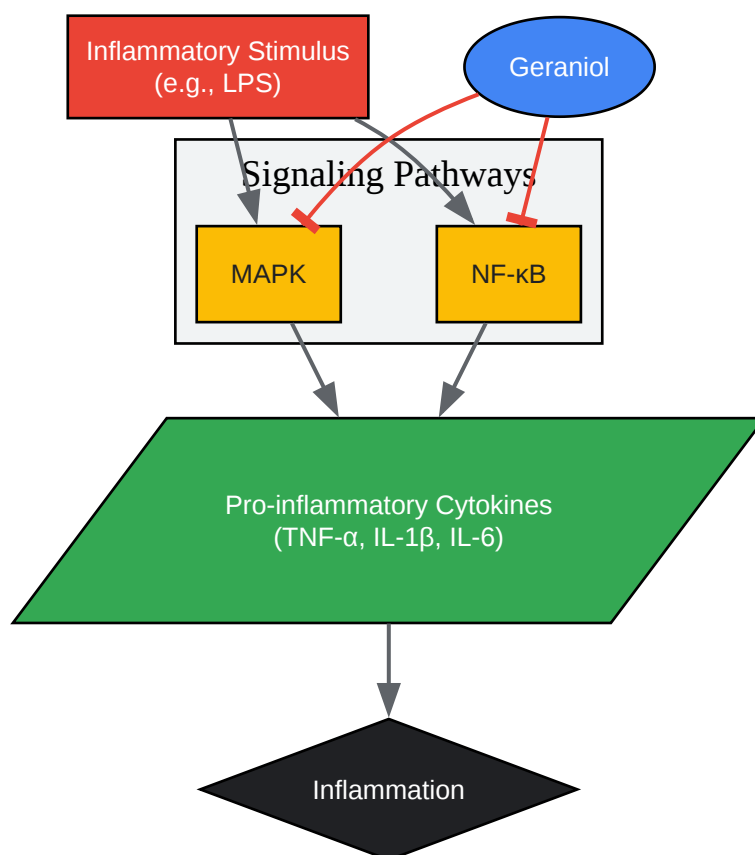 Inflammatory Stimulus
(e.g., LPS)
Geraniol
Signaling Pathways
MAPK
NF-κB
Pro-inflammatory Cytokines
(TNF-α, IL-1β, IL-6)
Inflammation